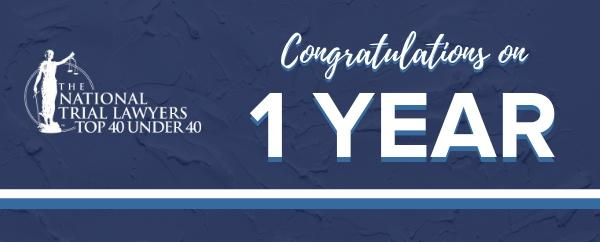 THE
NATIONAL
TRIAL LAWYERS
TOP 40 UNDER 40
Congratulations on
1 YEAR